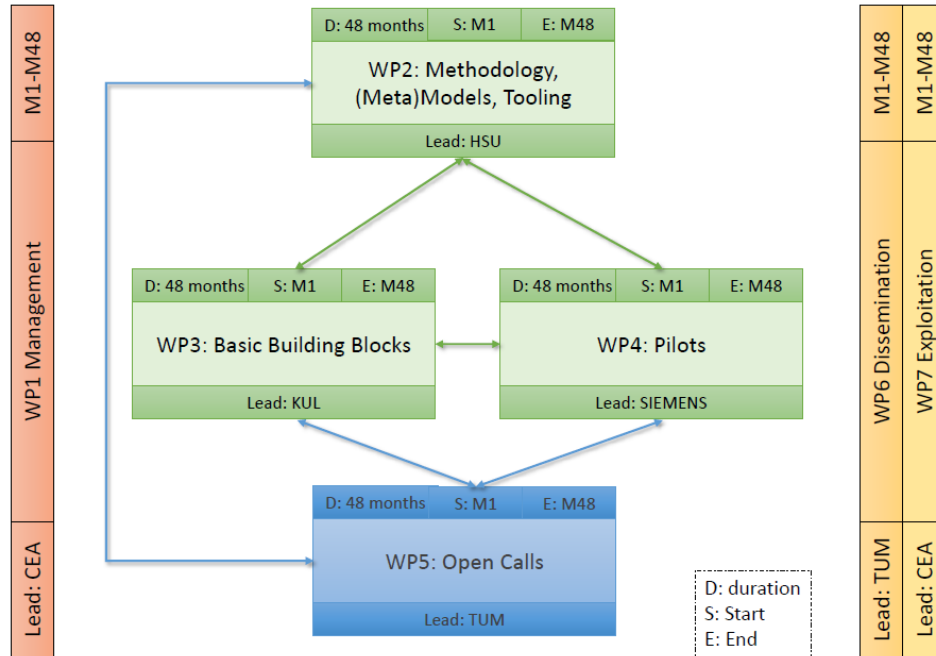 M1-M48
WP1 Management
Lead: CEA
D: 48 months
S: M1
E: M48
WP2: Methodology,
(Meta)Models, Tooling
Lead: HSU
D: 48 months
S: M1
E: M48
WP3: Basic Building Blocks
Lead: KUL
D: 48 months
S: M1
E: M48
WP4: Pilots
Lead: SIEMENS
D: 48 months
S: M1
E: M48
WP5: Open Calls
Lead: TUM
D: duration
S: Start
E: End
M1-M48
WP6 Dissemination
Lead: TUM
M1-M48
WP7 Exploitation
Lead: CEA